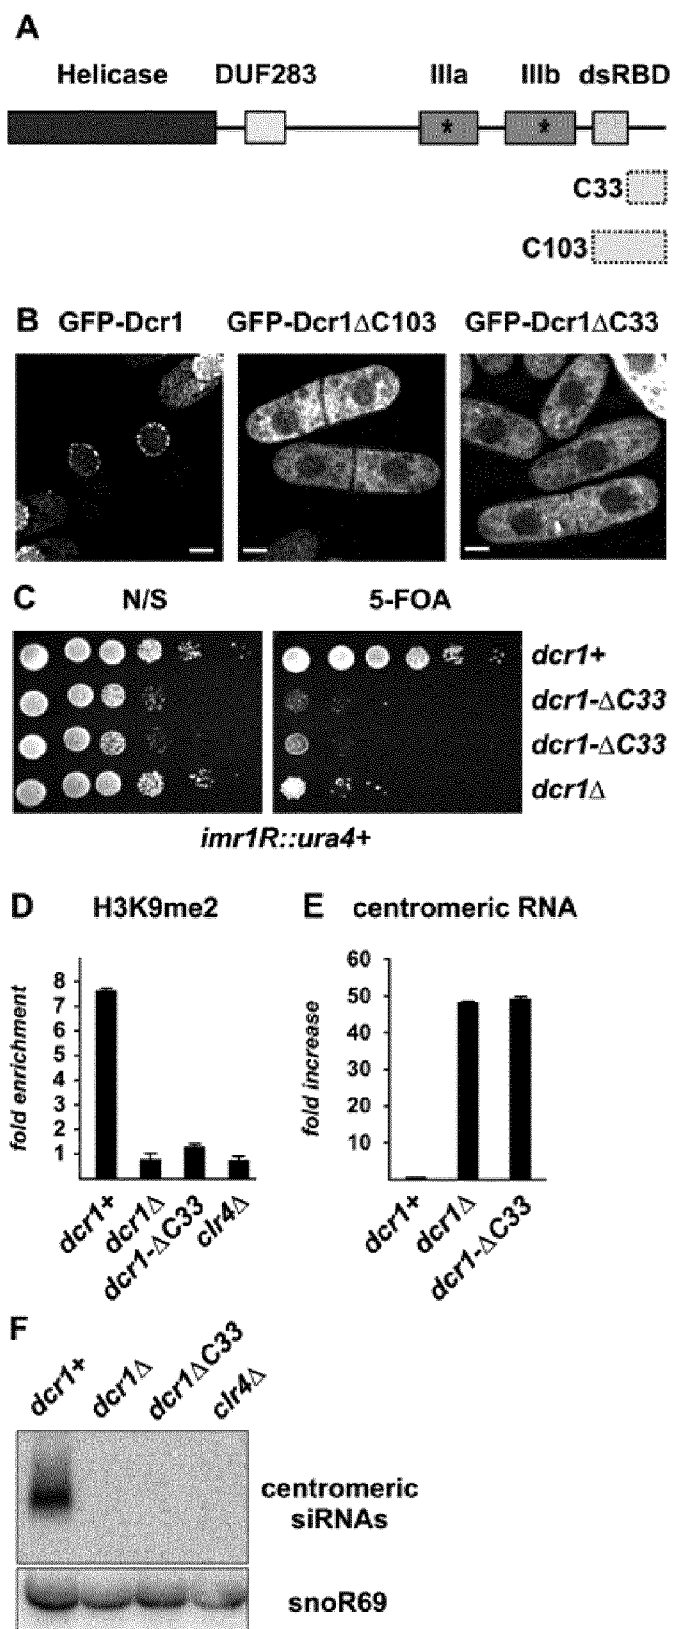 A
Helicase DUF283 IIIa IIIb dsRBD
* *
C33
C103
B GFP-Dcr1 GFP-Dcr1ΔC103 GFP-Dcr1ΔC33
C N/S 5-FOA
dcr1+
dcr1-ΔC33
dcr1-ΔC33
dcr1Δ
imr1R::ura4+
D H3K9me2
fold enrichment
8
7
6
5
4
3
2
1
dcr1+ dcr1Δ dcr1-ΔC33 clr4Δ
E centromeric RNA
fold increase
60
50
40
30
20
10
dcr1+ dcr1Δ dcr1-ΔC33
F
dcr1+ dcr1Δ dcr1ΔC33 clr4Δ
centromeric
siRNAs
snoR69